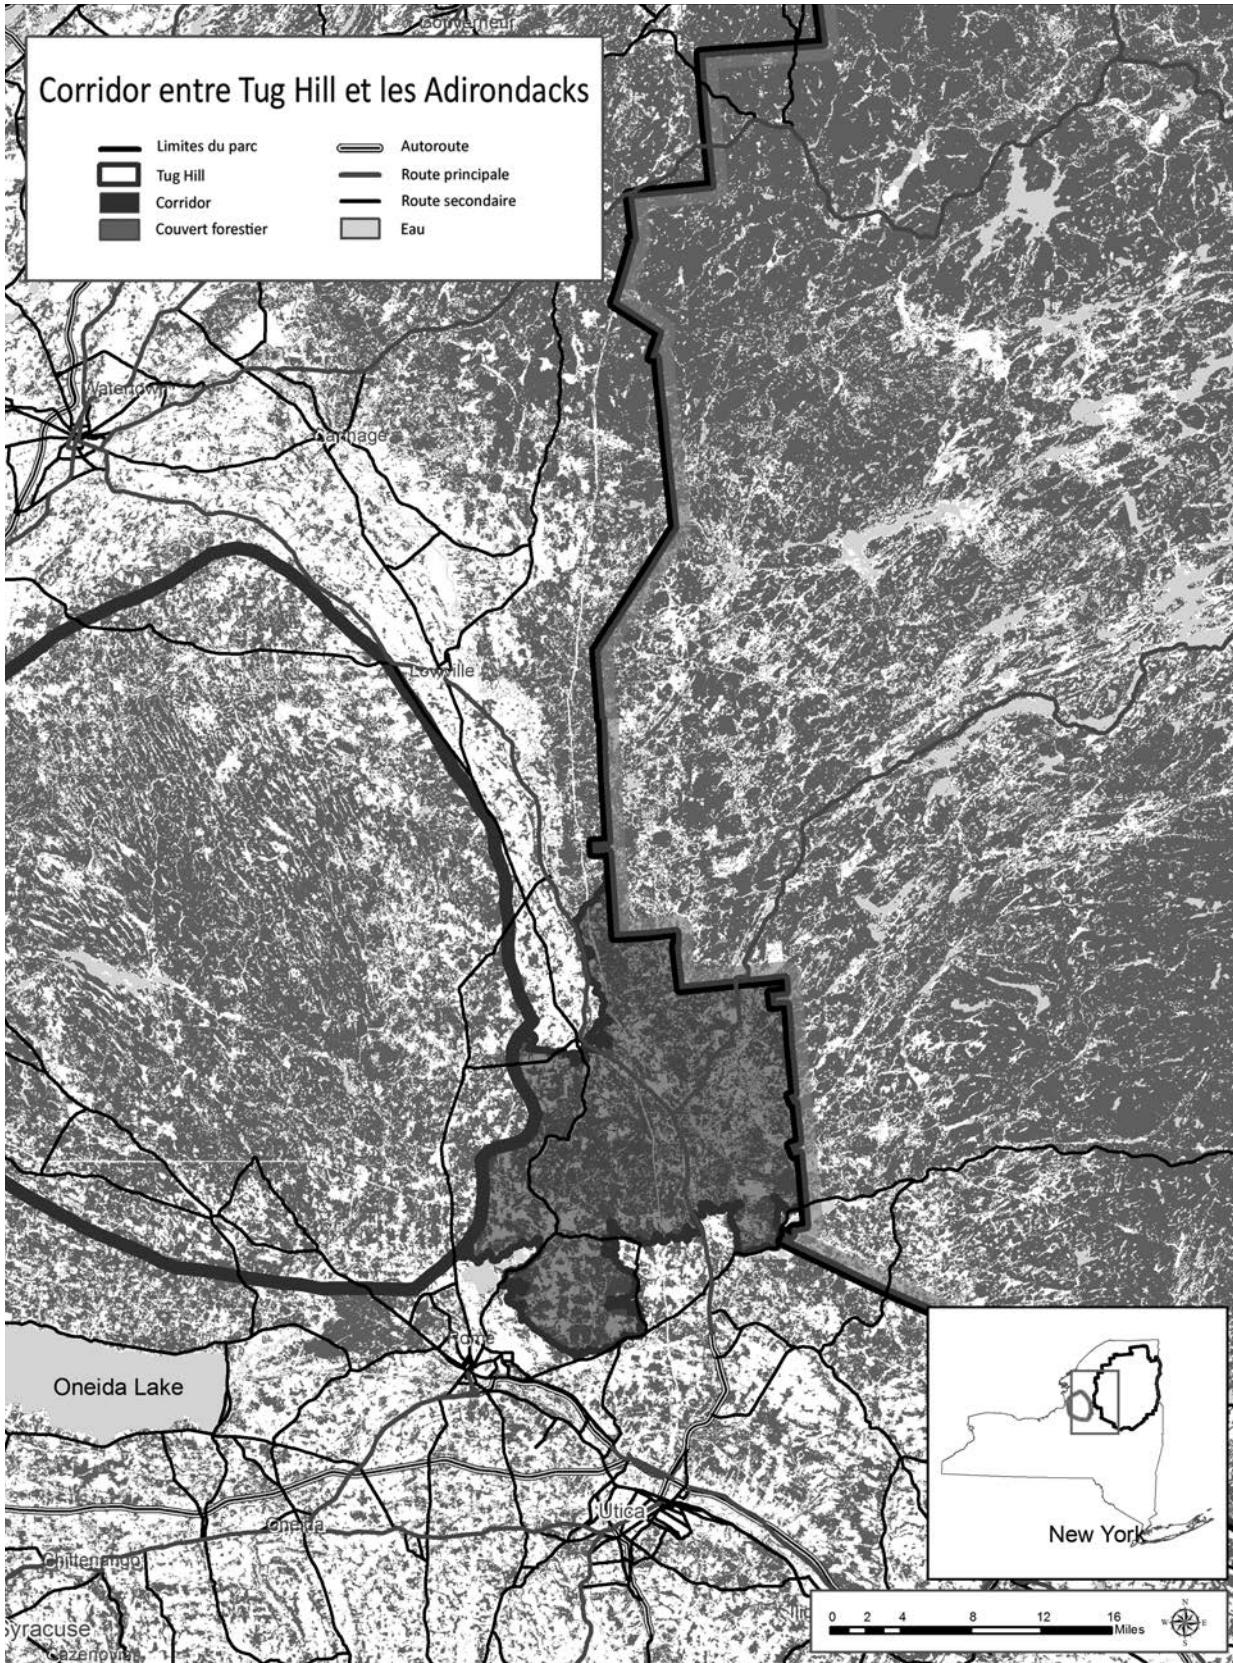 Gouverneur
Corridor entre Tug Hill et les Adirondacks
Limites du parc
Tug Hill
Corridor
Couvert forestier
Autoroute
Route principale
Route secondaire
Eau
Watertown
Carthage
Lowville
Rome
Oneida Lake
Utica
Oneida
Chittenango
Syracuse
Cazenovia
New York
0 2 4 8 12 16
Miles
N
W E
S